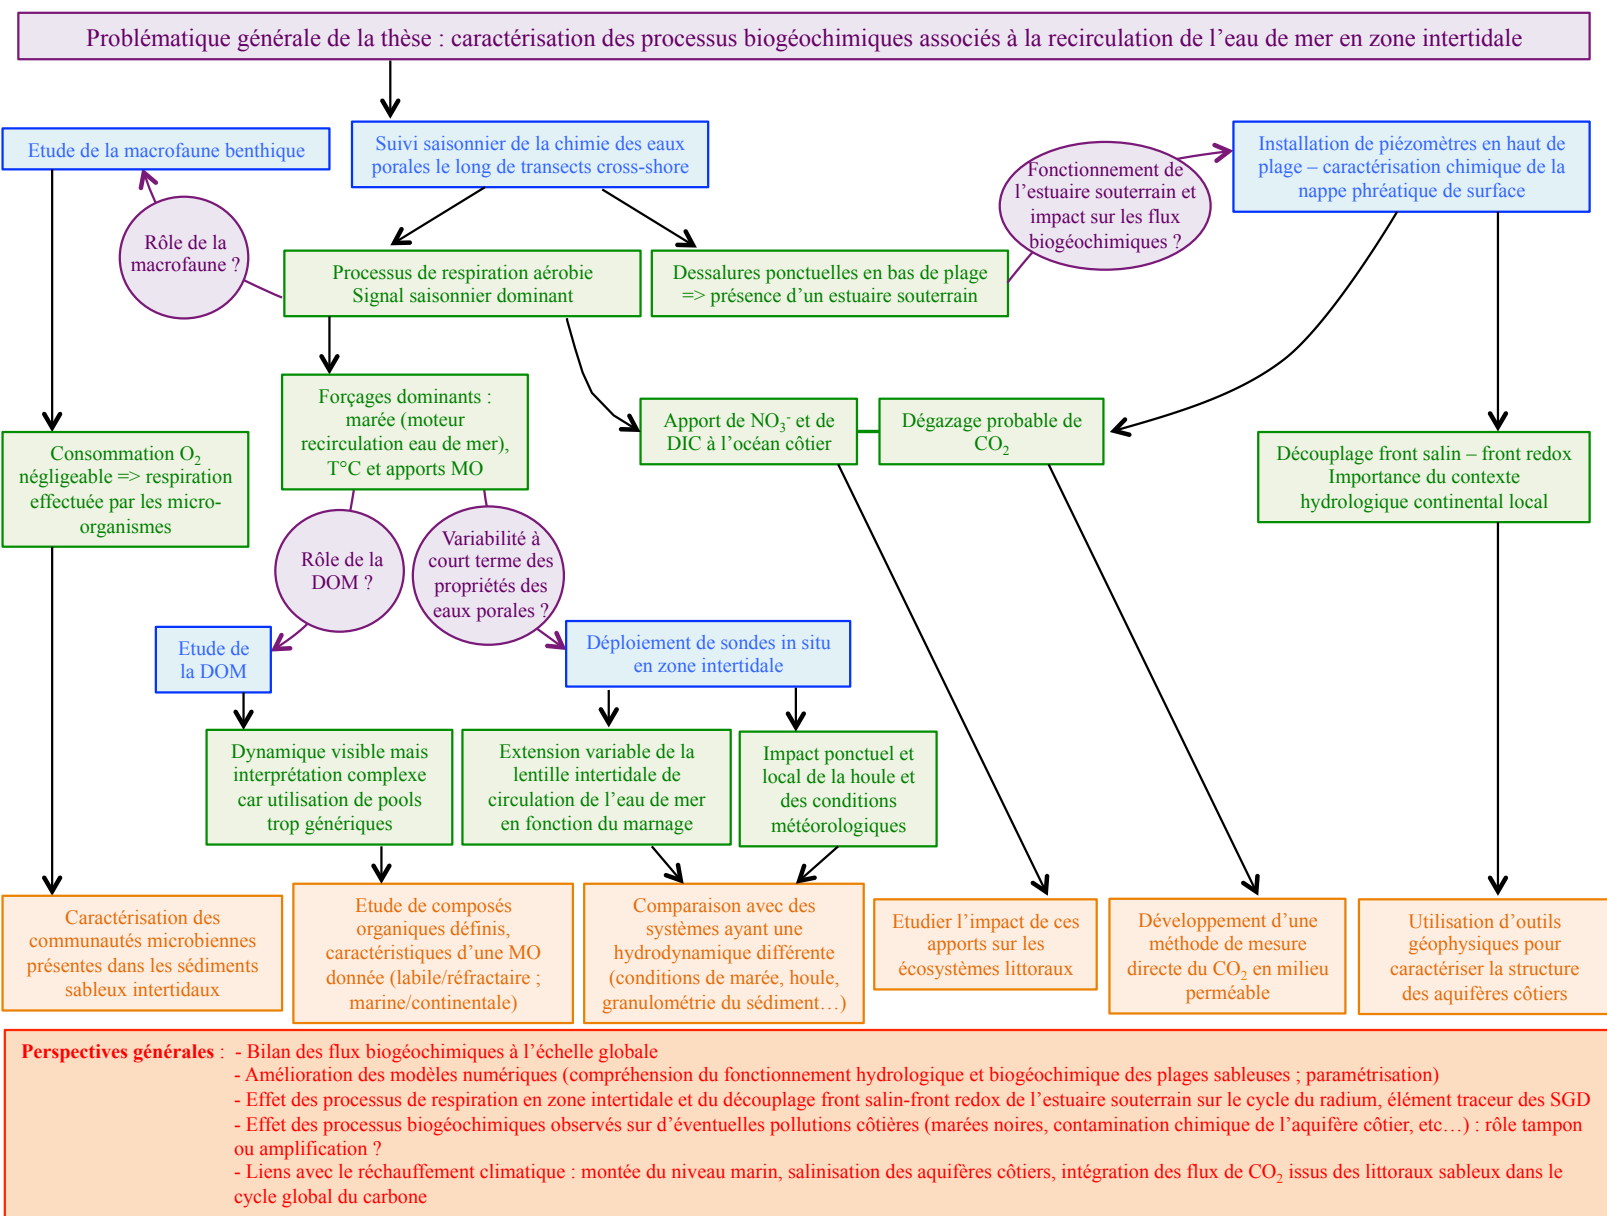 Problématique générale de la thèse : caractérisation des processus biogéochimiques associés à la recirculation de l’eau de mer en zone intertidale
Etude de la macrofaune benthique
Suivi saisonnier de la chimie des eaux
porales le long de transects cross-shore
Fonctionnement de
l’estuaire souterrain et
impact sur les flux
biogéochimiques ?
Installation de piézomètres en haut de
plage – caractérisation chimique de la
nappe phréatique de surface
Rôle de la
macrofaune ?
Processus de respiration aérobie
Signal saisonnier dominant
Dessalures ponctuelles en bas de plage
=> présence d’un estuaire souterrain
Forçages dominants :
marée (moteur
recirculation eau de mer),
T°C et apports MO
Apport de NO₃⁻ et de
DIC à l’océan côtier
Dégazage probable de
CO₂
Consommation O₂
négligeable => respiration
effectuée par les micro-
organismes
Découplage front salin – front redox
Importance du contexte
hydrologique continental local
Rôle de la
DOM ?
Variabilité à
court terme des
propriétés des
eaux porales ?
Etude de
la DOM
Déploiement de sondes in situ
en zone intertidale
Dynamique visible mais
interprétation complexe
car utilisation de pools
trop génériques
Extension variable de la
lentille intertidale de
circulation de l’eau de mer
en fonction du marnage
Impact ponctuel et
local de la houle et
des conditions
météorologiques
Caractérisation des
communautés microbiennes
présentes dans les sédiments
sableux intertidaux
Etude de composés
organiques définis,
caractéristiques d’une MO
donnée (labile/réfractaire ;
marine/continentale)
Comparaison avec des
systèmes ayant une
hydrodynamique différente
(conditions de marée, houle,
granulométrie du sédiment…)
Etudier l’impact de ces
apports sur les
écosystèmes littoraux
Développement d’une
méthode de mesure
directe du CO₂ en milieu
perméable
Utilisation d’outils
géophysiques pour
caractériser la structure
des aquifères côtiers
Perspectives générales : - Bilan des flux biogéochimiques à l’échelle globale
- Amélioration des modèles numériques (compréhension du fonctionnement hydrologique et biogéochimique des plages sableuses ; paramétrisation)
- Effet des processus de respiration en zone intertidale et du découplage front salin-front redox de l’estuaire souterrain sur le cycle du radium, élément traceur des SGD
- Effet des processus biogéochimiques observés sur d’éventuelles pollutions côtières (marées noires, contamination chimique de l’aquifère côtier, etc…) : rôle tampon
ou amplification ?
- Liens avec le réchauffement climatique : montée du niveau marin, salinisation des aquifères côtiers, intégration des flux de CO₂ issus des littoraux sableux dans le
cycle global du carbone